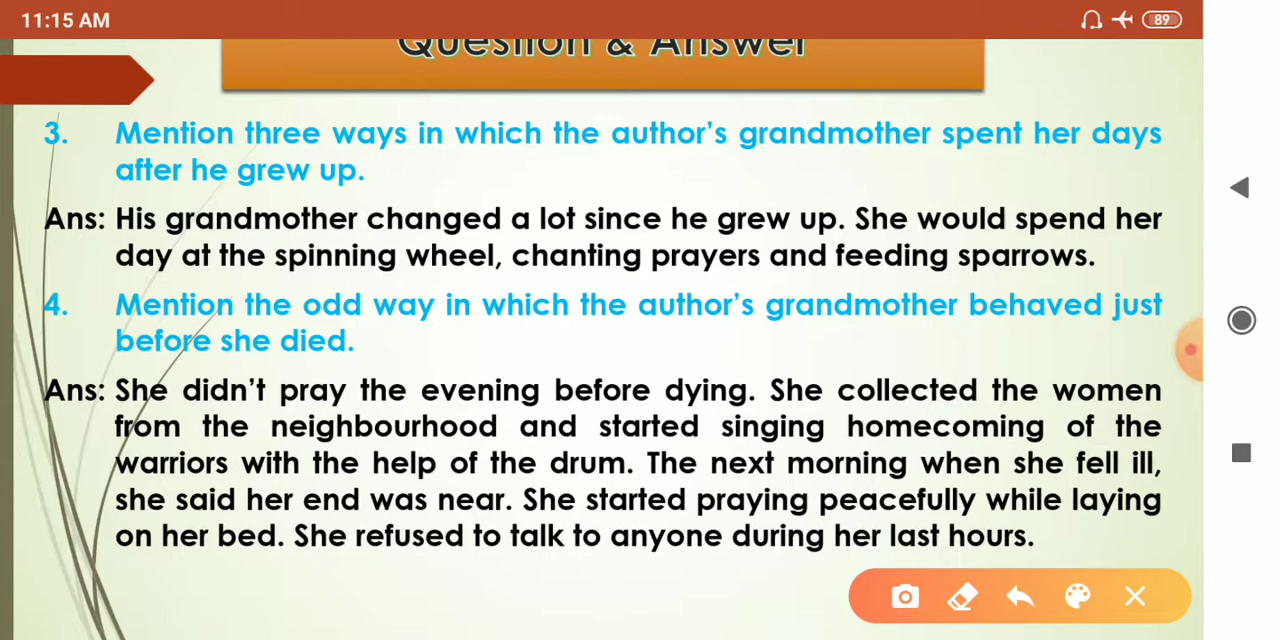 11:15 AM
89
Question & Answer
3. Mention three ways in which the author's grandmother spent her days
after he grew up.
Ans: His grandmother changed a lot since he grew up. She would spend her
day at the spinning wheel, chanting prayers and feeding sparrows.
4. Mention the odd way in which the author's grandmother behaved just
before she died.
Ans: She didn't pray the evening before dying. She collected the women
from the neighbourhood and started singing homecoming of the
warriors with the help of the drum. The next morning when she fell ill,
she said her end was near. She started praying peacefully while laying
on her bed. She refused to talk to anyone during her last hours.